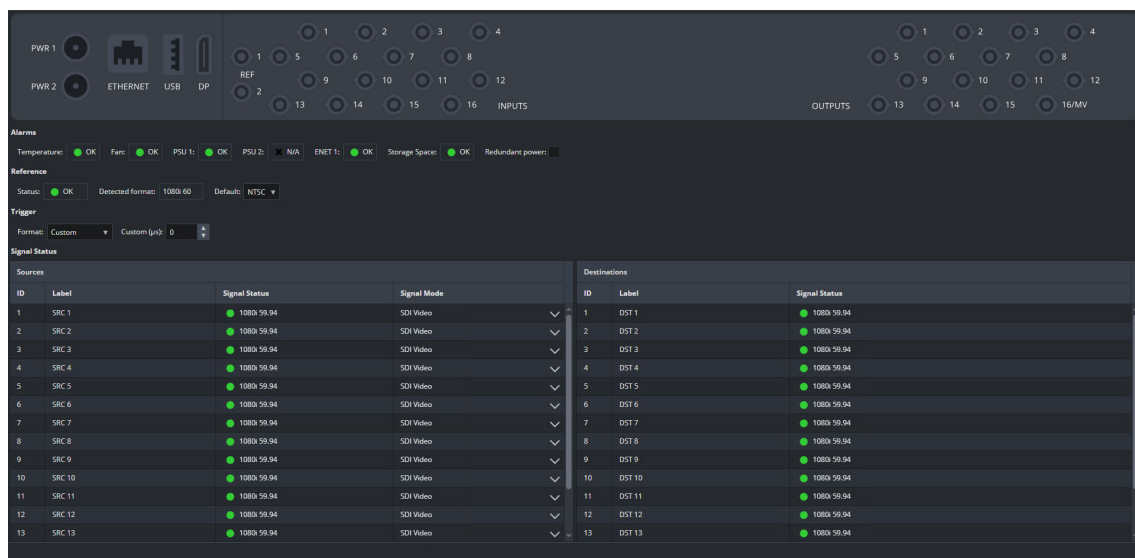 1 2 3 4 1 2 3 4
PWR 1 1 5 6 7 8 5 6 7 8
REF
PWR 2 ETHERNET USB DP 2 9 10 11 12 9 10 11 12
13 14 15 16 INPUTS OUTPUTS 13 14 15 16/MV
Alarms
Temperature: OK Fan: OK PSU 1: OK PSU 2: N/A ENET 1: OK Storage Space: OK Redundant power:
Reference
Status: OK Detected format: 1080i 60 Default: NTSC
Trigger
Format: Custom Custom (µs): 0
Signal Status
Sources Destinations
ID Label Signal Status Signal Mode ID Label Signal Status
1 SRC 1 1080i 59.94 SDI Video 1 DST 1 1080i 59.94
2 SRC 2 1080i 59.94 SDI Video 2 DST 2 1080i 59.94
3 SRC 3 1080i 59.94 SDI Video 3 DST 3 1080i 59.94
4 SRC 4 1080i 59.94 SDI Video 4 DST 4 1080i 59.94
5 SRC 5 1080i 59.94 SDI Video 5 DST 5 1080i 59.94
6 SRC 6 1080i 59.94 SDI Video 6 DST 6 1080i 59.94
7 SRC 7 1080i 59.94 SDI Video 7 DST 7 1080i 59.94
8 SRC 8 1080i 59.94 SDI Video 8 DST 8 1080i 59.94
9 SRC 9 1080i 59.94 SDI Video 9 DST 9 1080i 59.94
10 SRC 10 1080i 59.94 SDI Video 10 DST 10 1080i 59.94
11 SRC 11 1080i 59.94 SDI Video 11 DST 11 1080i 59.94
12 SRC 12 1080i 59.94 SDI Video 12 DST 12 1080i 59.94
13 SRC 13 1080i 59.94 SDI Video 13 DST 13 1080i 59.94